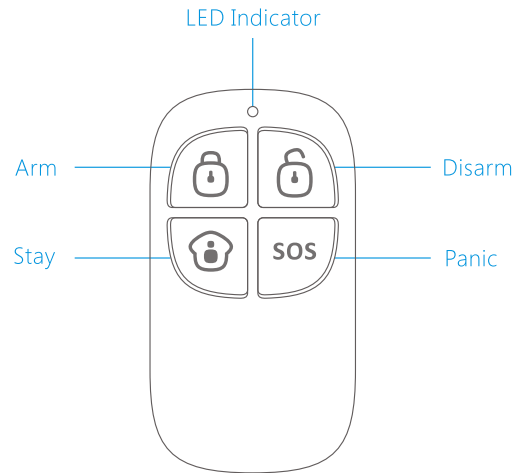 LED Indicator
Arm
Disarm
Stay
SOS
Panic